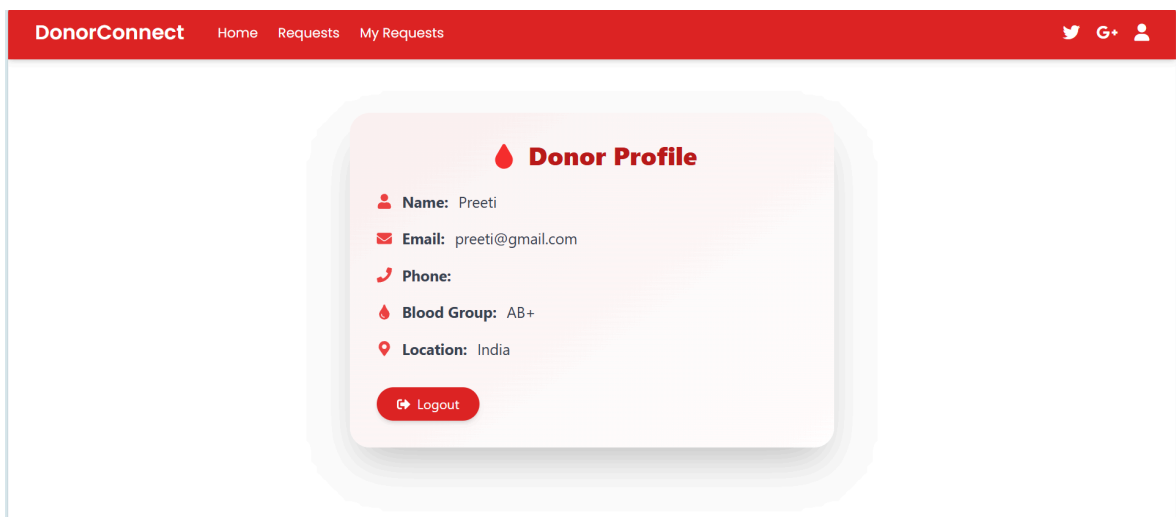 DonorConnect Home Requests My Requests G+
Donor Profile
Name: Preeti
Email: preeti@gmail.com
Phone:
Blood Group: AB+
Location: India
Logout